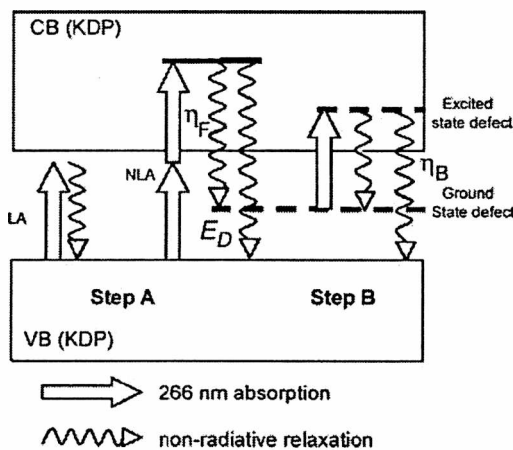 CB (KDP)
Excited
state defect
ηF
ηB
NLA
LA
Ground
State defect
ED
Step A
Step B
VB (KDP)
266 nm absorption
non-radiative relaxation